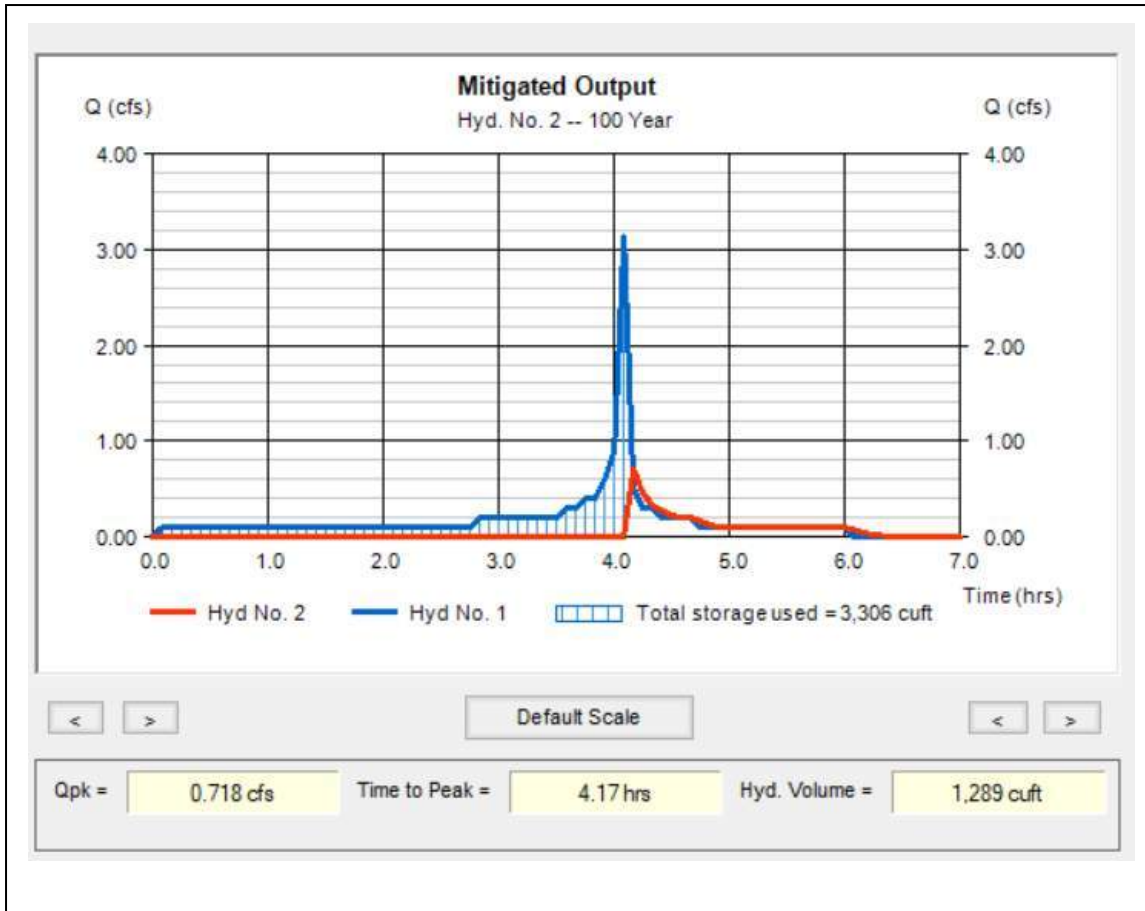 Mitigated Output
Q (cfs) Q (cfs)
Hyd. No. 2 -- 100 Year
4.00 4.00
3.00 3.00
2.00 2.00
1.00 1.00
0.00 0.00
0.0 1.0 2.0 3.0 4.0 5.0 6.0 7.0
Time (hrs)
Hyd No. 2 Hyd No. 1 Total storage used = 3,306 cuft
< > Default Scale < >
Qpk = 0.718 cfs Time to Peak = 4.17 hrs Hyd. Volume = 1,289 cuft